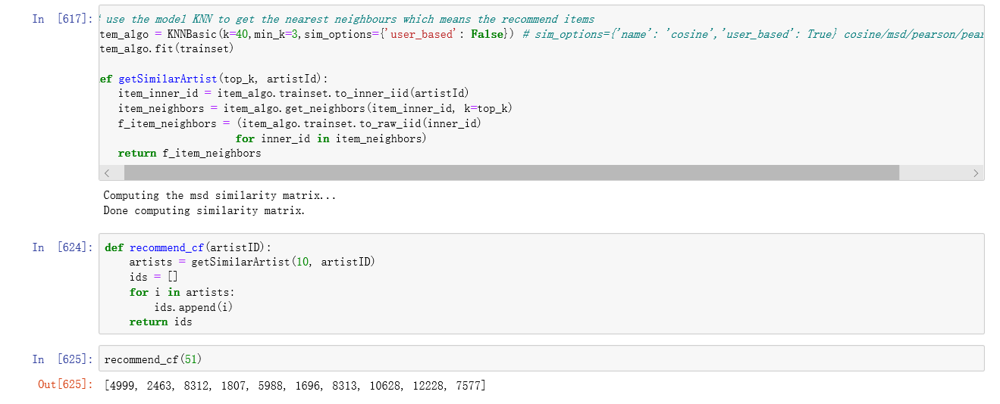 In [617]:
use the model KNN to get the nearest neighbours which means the recommend items
tem_algo = KNNBasic(k=40,min_k=3,sim_options={'user_based': False}) # sim_options={'name': 'cosine','user_based': True} cosine/msd/pearson/pear
tem_algo.fit(trainset)
ef getSimilarArtist(top_k, artistId):
item_inner_id = item_algo.trainset.to_inner_iid(artistId)
item_neighbors = item_algo.get_neighbors(item_inner_id, k=top_k)
f_item_neighbors = (item_algo.trainset.to_raw_iid(inner_id)
for inner_id in item_neighbors)
return f_item_neighbors
Computing the msd similarity matrix...
Done computing similarity matrix.
In [624]:
def recommend_cf(artistID):
artists = getSimilarArtist(10, artistID)
ids = []
for i in artists:
ids.append(i)
return ids
In [625]:
recommend_cf(51)
Out[625]:
[4999, 2463, 8312, 1807, 5988, 1696, 8313, 10628, 12228, 7577]